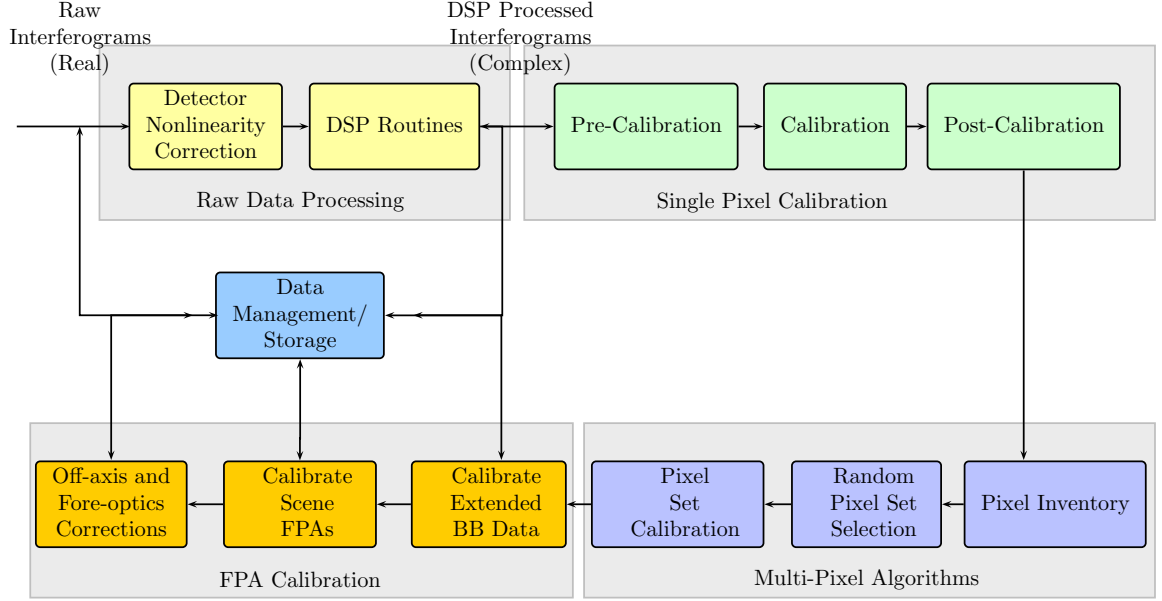 Raw
Interferograms
(Real)
DSP Processed
Interferograms
(Complex)
Detector
Nonlinearity
Correction
DSP Routines
Raw Data Processing
Pre-Calibration
Calibration
Post-Calibration
Single Pixel Calibration
Data
Management/
Storage
Off-axis and
Fore-optics
Corrections
Calibrate
Scene
FPAs
Calibrate
Extended
BB Data
FPA Calibration
Pixel
Set
Calibration
Random
Pixel Set
Selection
Pixel Inventory
Multi-Pixel Algorithms